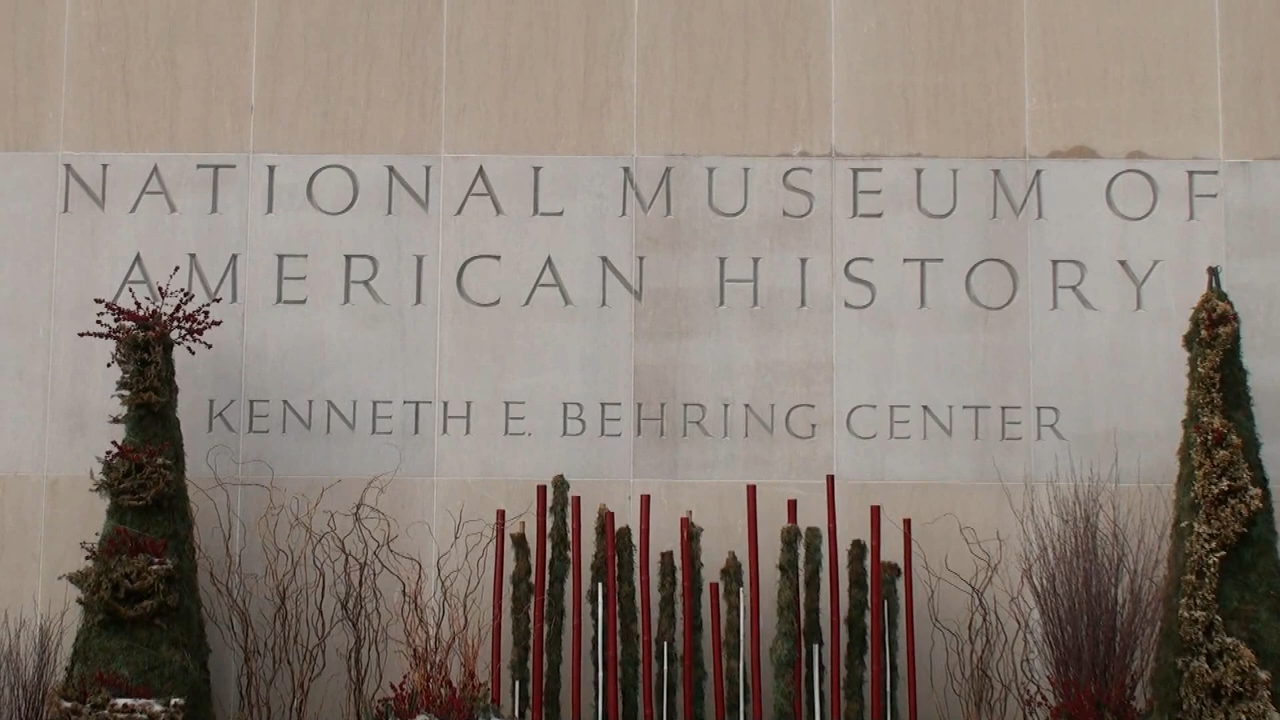 NATIONAL MUSEUM OF
AMERICAN HISTORY
KENNETH E. BEHRING CENTER